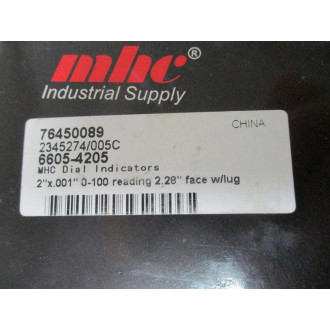 mhc®
Industrial Supply
76450089
CHINA
2345274/005C
6605-4205
MHC Dial Indicators
2"x.001" 0-100 reading 2.28" face w/lug